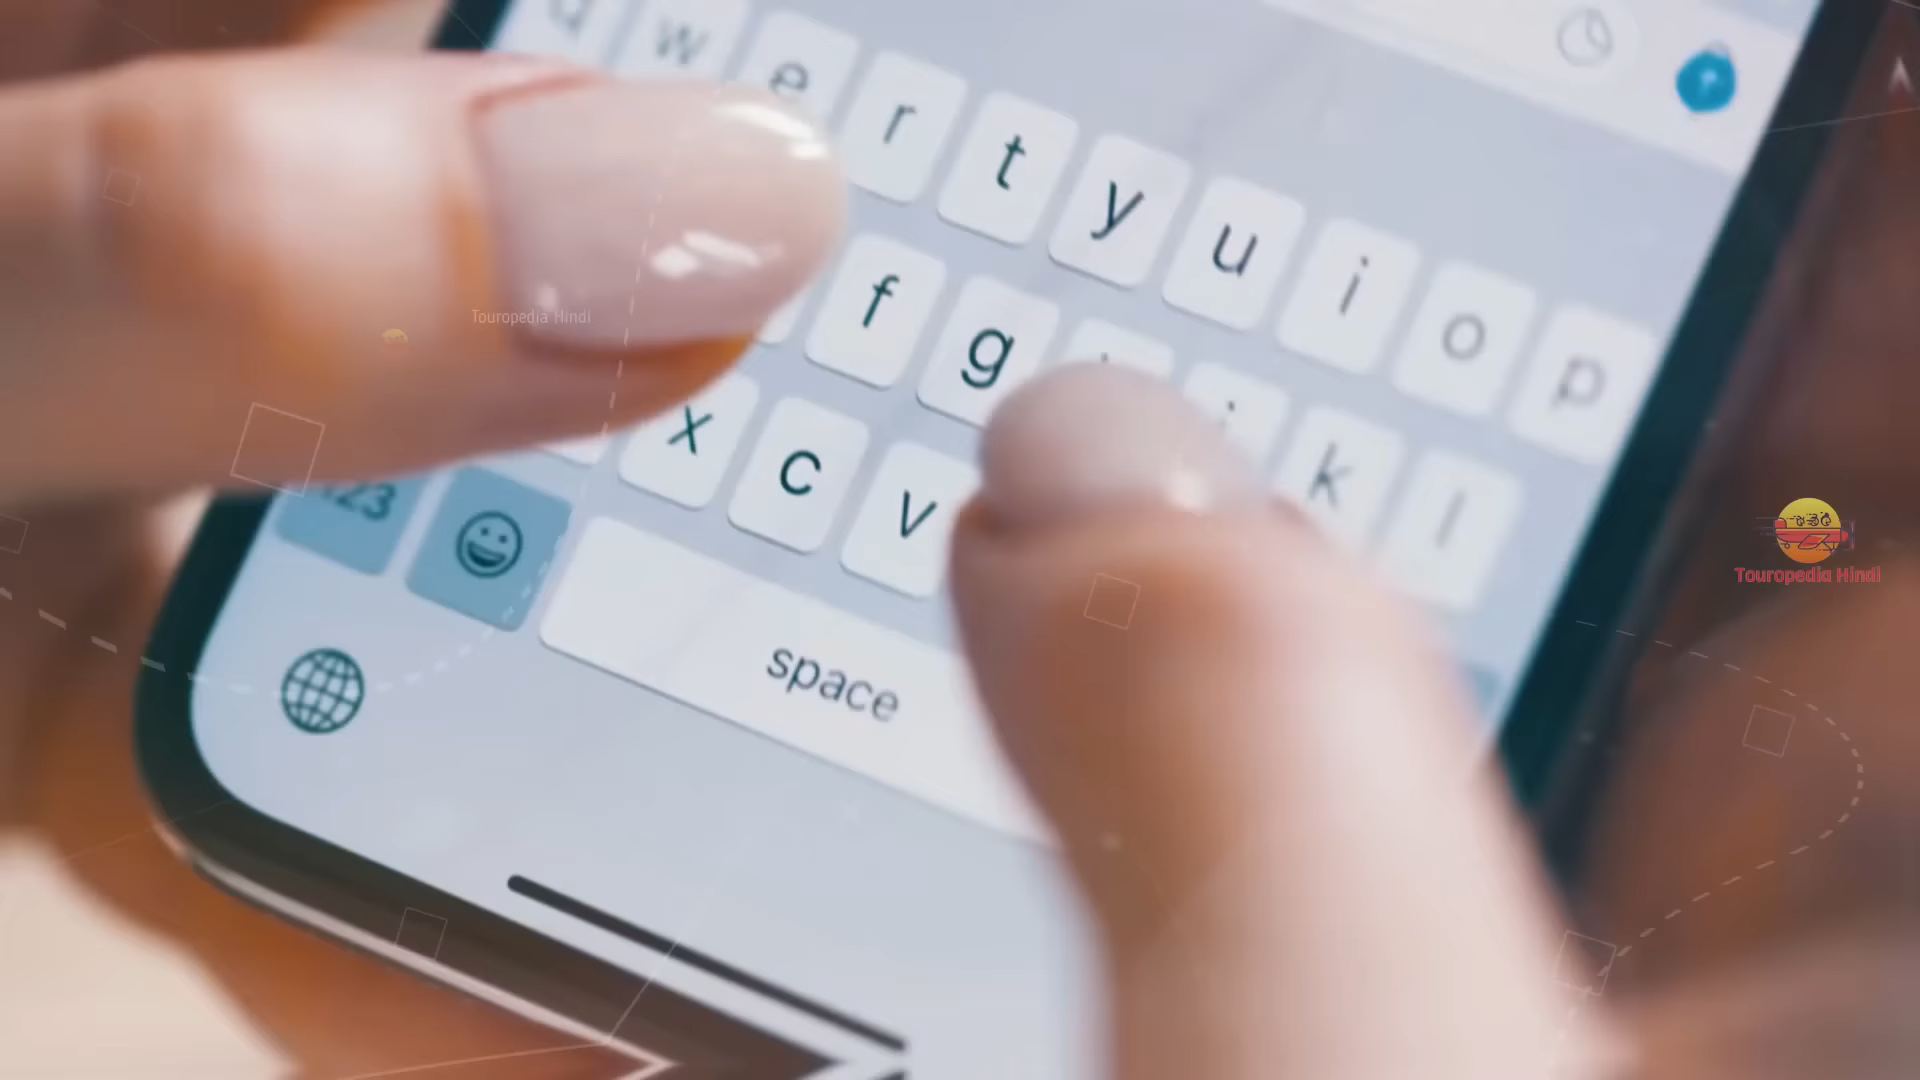 q w e r t y u i o p
f g j k l
x c v
123
space
Touropedia Hindi
Touropedia Hindi